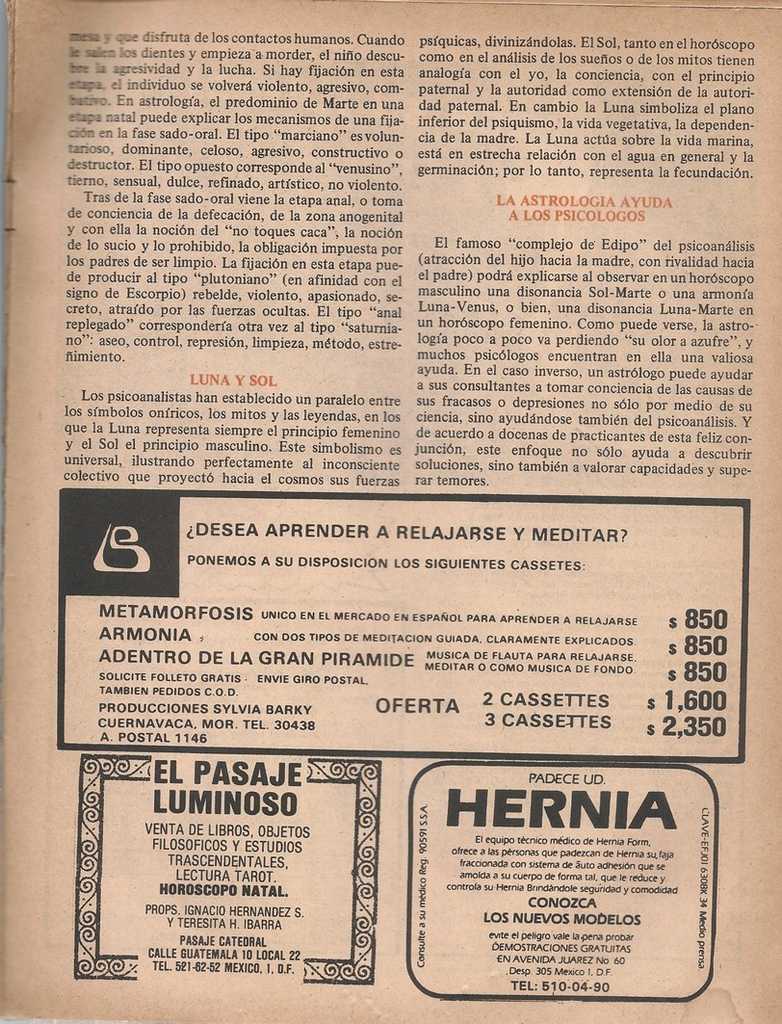 mesa y que disfruta de los contactos humanos. Cuando
le salen los dientes y empieza a morder, el niño descu-
bre la agresividad y la lucha. Si hay fijación en esta
etapa, el individuo se volverá violento, agresivo, com-
bativo. En astrología, el predominio de Marte en una
etapa natal puede explicar los mecanismos de una fija-
ción en la fase sado-oral. El tipo “marciano” es volun-
tarioso, dominante, celoso, agresivo, constructivo o
destructor. El tipo opuesto corresponde al “venusino”,
tierno, sensual, dulce, refinado, artístico, no violento.
Tras de la fase sado-oral viene la etapa anal, o toma
de conciencia de la defecación, de la zona anogenital
y con ella la noción del “no toques caca”, la noción
de lo sucio y lo prohibido, la obligación impuesta por
los padres de ser limpio. La fijación en esta etapa pue-
de producir al tipo “plutoniano” (en afinidad con el
signo de Escorpio) rebelde, violento, apasionado, se-
creto, atraído por las fuerzas ocultas. El tipo “anal
replegado” correspondería otra vez al tipo “saturnia-
no”: aseo, control, represión, limpieza, método, estre-
ñimiento.
LUNA Y SOL
Los psicoanalistas han establecido un paralelo entre
los símbolos oníricos, los mitos y las leyendas, en los
que la Luna representa siempre el principio femenino
y el Sol el principio masculino. Este simbolismo es
universal, ilustrando perfectamente al inconsciente
colectivo que proyectó hacia el cosmos sus fuerzas
psíquicas, divinizándolas. El Sol, tanto en el horóscopo
como en el análisis de los sueños o de los mitos tienen
analogía con el yo, la conciencia, con el principio
paternal y la autoridad como extensión de la autori-
dad paternal. En cambio la Luna simboliza el plano
inferior del psiquismo, la vida vegetativa, la dependen-
cia de la madre. La Luna actúa sobre la vida marina,
está en estrecha relación con el agua en general y la
germinación; por lo tanto, representa la fecundación.
LA ASTROLOGIA AYUDA
A LOS PSICOLOGOS
El famoso “complejo de Edipo” del psicoanálisis
(atracción del hijo hacia la madre, con rivalidad hacia
el padre) podrá explicarse al observar en un horóscopo
masculino una disonancia Sol-Marte o una armonía
Luna-Venus, o bien, una disonancia Luna-Marte en
un horóscopo femenino. Como puede verse, la astro-
logía poco a poco va perdiendo “su olor a azufre”, y
muchos psicólogos encuentran en ella una valiosa
ayuda. En el caso inverso, un astrólogo puede ayudar
a sus consultantes a tomar conciencia de las causas de
sus fracasos o depresiones no sólo por medio de su
ciencia, sino ayudándose también del psicoanálisis. Y
de acuerdo a docenas de practicantes de esta feliz con-
junción, este enfoque no sólo ayuda a descubrir
soluciones, sino también a valorar capacidades y supe-
rar temores.
¿DESEA APRENDER A RELAJARSE Y MEDITAR?
PONEMOS A SU DISPOSICION LOS SIGUIENTES CASSETES:
METAMORFOSIS UNICO EN EL MERCADO EN ESPAÑOL PARA APRENDER A RELAJARSE $ 850
ARMONIA, CON DOS TIPOS DE MEDITACION GUIADA, CLARAMENTE EXPLICADOS $ 850
ADENTRO DE LA GRAN PIRAMIDE MUSICA DE FLAUTA PARA RELAJARSE,
MEDITAR O COMO MUSICA DE FONDO $ 850
SOLICITE FOLLETO GRATIS - ENVIE GIRO POSTAL,
TAMBIEN PEDIDOS C.O.D.
PRODUCCIONES SYLVIA BARKY
CUERNAVACA, MOR. TEL. 30438
A. POSTAL 1146
OFERTA 2 CASSETTES $ 1,600
3 CASSETTES $ 2,350
EL PASAJE
LUMINOSO
VENTA DE LIBROS, OBJETOS
FILOSOFICOS Y ESTUDIOS
TRASCENDENTALES,
LECTURA TAROT.
HOROSCOPO NATAL.
PROPS. IGNACIO HERNANDEZ S.
Y TERESITA H. IBARRA
PASAJE CATEDRAL
CALLE GUATEMALA 10 LOCAL 22
TEL. 521-62-52 MEXICO, I, D.F.
PADECE UD.
HERNIA
El equipo técnico médico de Hernia Form,
ofrece a las personas que padezcan de Hernia su faja
fraccionada con sistema de auto adhesión que se
amolda a su cuerpo de forma tal, que le reduce y
controla su Hernia Brindándole seguridad y comodidad
CONOZCA
LOS NUEVOS MODELOS
evite el peligro vale la pena probar
DEMOSTRACIONES GRATUITAS
EN AVENIDA JUAREZ No 60
Desp. 305 Mexico I. D.F.
TEL: 510-04-90
Consulte a su médico Reg. 90591 S.S.A.
CLAVE-EFJ01 630BK 34 Medio prensa